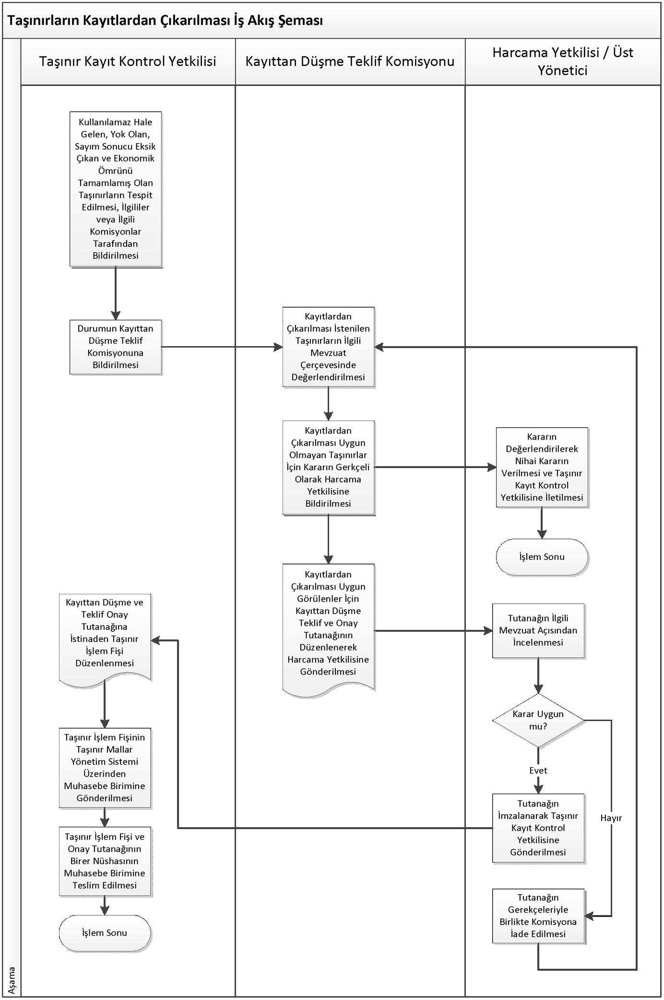 Taşınırların Kayıtlardan Çıkarılması İş Akış Şeması
Taşınır Kayıt Kontrol Yetkilisi
Kayıttan Düşme Teklif Komisyonu
Harcama Yetkilisi / Üst
Yönetici
Kullanılamaz Hale
Gelen, Yok Olan,
Sayım Sonucu Eksik
Çıkan ve Ekonomik
Ömrünü
Tamamlamış Olan
Taşınırların Tespit
Edilmesi, İlgililer
veya İlgili
Komisyonlar
Tarafından
Bildirilmesi
Durumun Kayıttan
Düşme Teklif
Komisyonuna
Bildirilmesi
Kayıtlardan
Çıkarılması İstenilen
Taşınırların İlgili
Mevzuat
Çerçevesinde
Değerlendirilmesi
Kayıtlardan
Çıkarılması Uygun
Olmayan Taşınırlar
İçin Kararın Gerkçeli
Olarak Harcama
Yetkilisine
Bildirilmesi
Kararın
Değerlendirilerek
Nihai Kararın
Verilmesi ve Taşınır
Kayıt Kontrol
Yetkilisine İletilmesi
İşlem Sonu
Kayıtlardan
Çıkarılması Uygun
Görülenler İçin
Kayıttan Düşme
Teklif ve Onay
Tutanağının
Düzenlenerek
Harcama Yetkilisine
Gönderilmesi
Tutanağın İlgili
Mevzuat Açısından
İncelenmesi
Karar Uygun
mu?
Evet
Hayır
Tutanağın
İmzalanarak Taşınır
Kayıt Kontrol
Yetkilisine
Gönderilmesi
Tutanağın
Gerekçeleriyle
Birlikte Komisyona
İade Edilmesi
Kayıttan Düşme ve
Teklif Onay
Tutanağına
İstinaden Taşınır
İşlem Fişi
Düzenlenmesi
Taşınır İşlem Fişinin
Taşınır Mallar
Yönetim Sistemi
Üzerinden
Muhasebe Birimine
Gönderilmesi
Taşınır İşlem Fişi ve
Onay Tutanağının
Birer Nüshasının
Muhasebe Birimine
Teslim Edilmesi
İşlem Sonu
Aşama